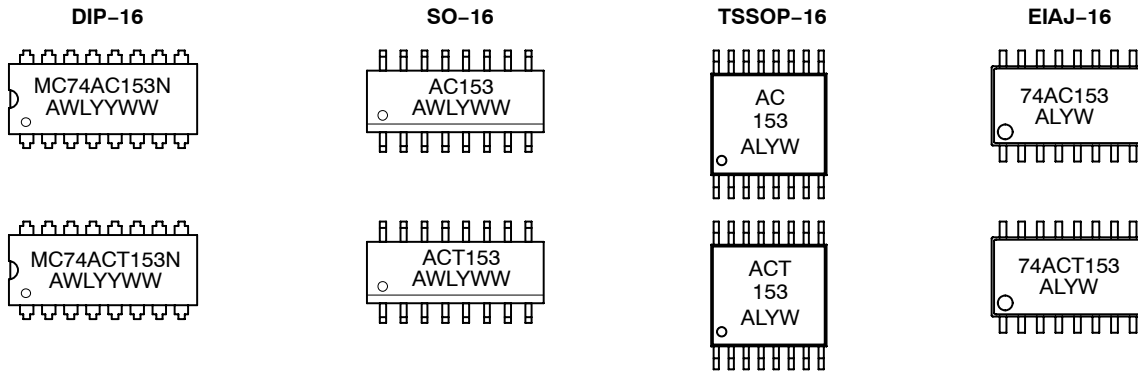 DIP–16
SO–16
TSSOP–16
EIAJ–16
MC74AC153N
AWLYYWW
AC153
AWLYWW
AC
153
ALYW
74AC153
ALYW
MC74ACT153N
AWLYYWW
ACT153
AWLYWW
ACT
153
ALYW
74ACT153
ALYW